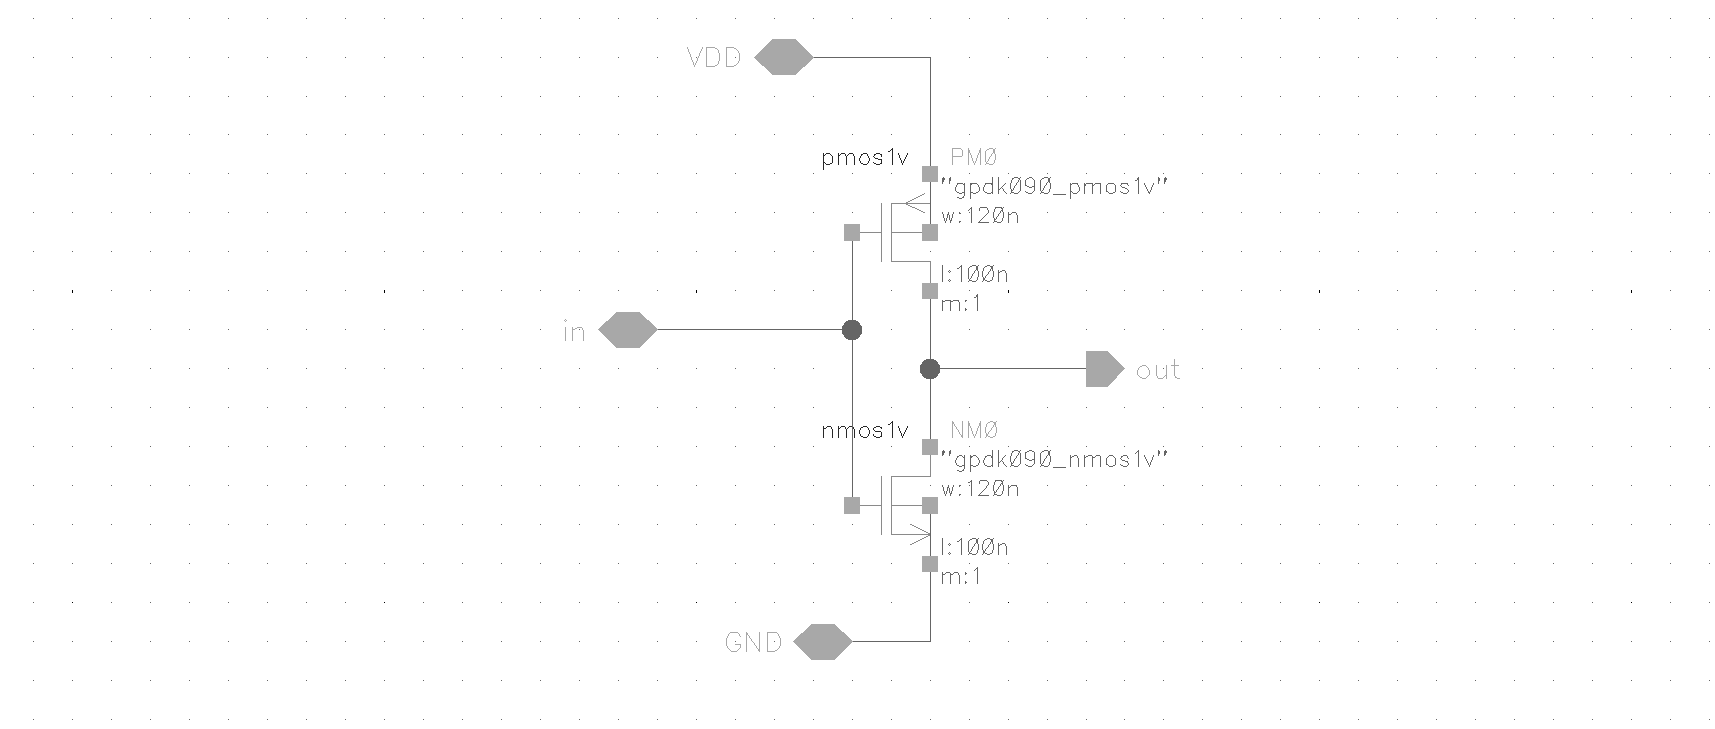 VDD
pmos1v
PM0
"gpdk090_pmos1v"
w:120n
l:100n
m:1
in
out
nmos1v
NM0
"gpdk090_nmos1v"
w:120n
l:100n
m:1
GND